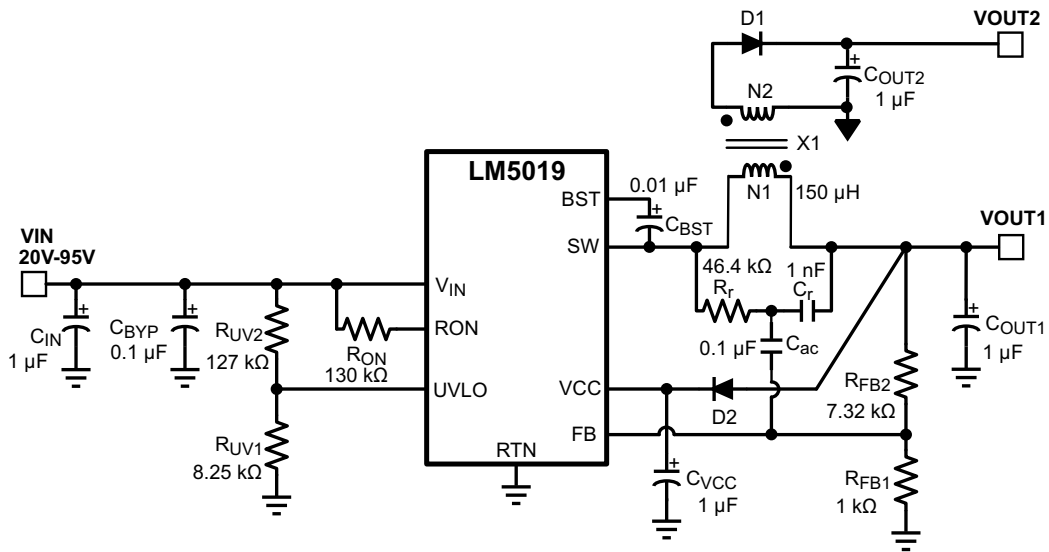 D1
VOUT2
+
COUT2
1 µF
N2
X1
LM5019
BST
0.01 µF
+
CBST
N1
150 µH
VOUT1
SW
VIN
20V-95V
46.4 kΩ
1 nF
Rr
Cr
VIN
+
CIN
1 µF
+
CBYP
0.1 µF
RUV2
127 kΩ
RON
RON
130 kΩ
0.1 µF
Cac
+
COUT1
1 µF
UVLO
VCC
D2
RFB2
7.32 kΩ
FB
RUV1
8.25 kΩ
RTN
+
CVCC
1 µF
RFB1
1 kΩ